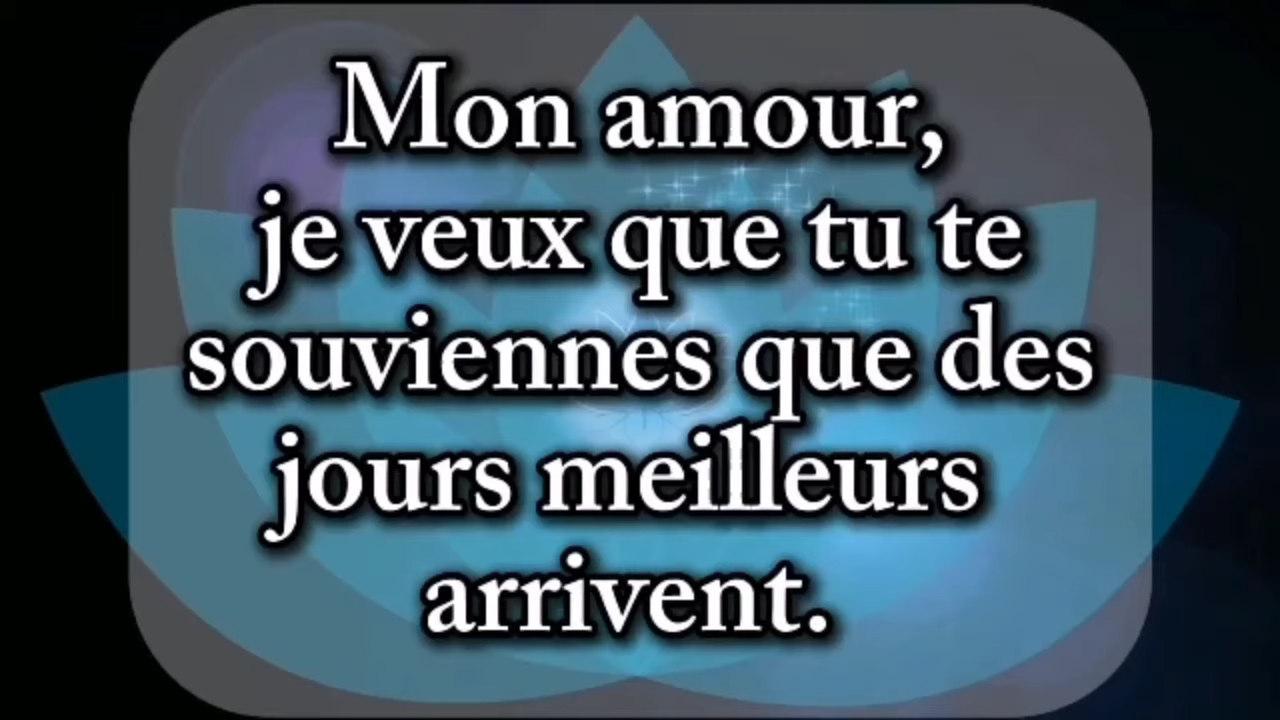 Mon amour,
je veux que tu te
souviennes que des
jours meilleurs
arrivent.